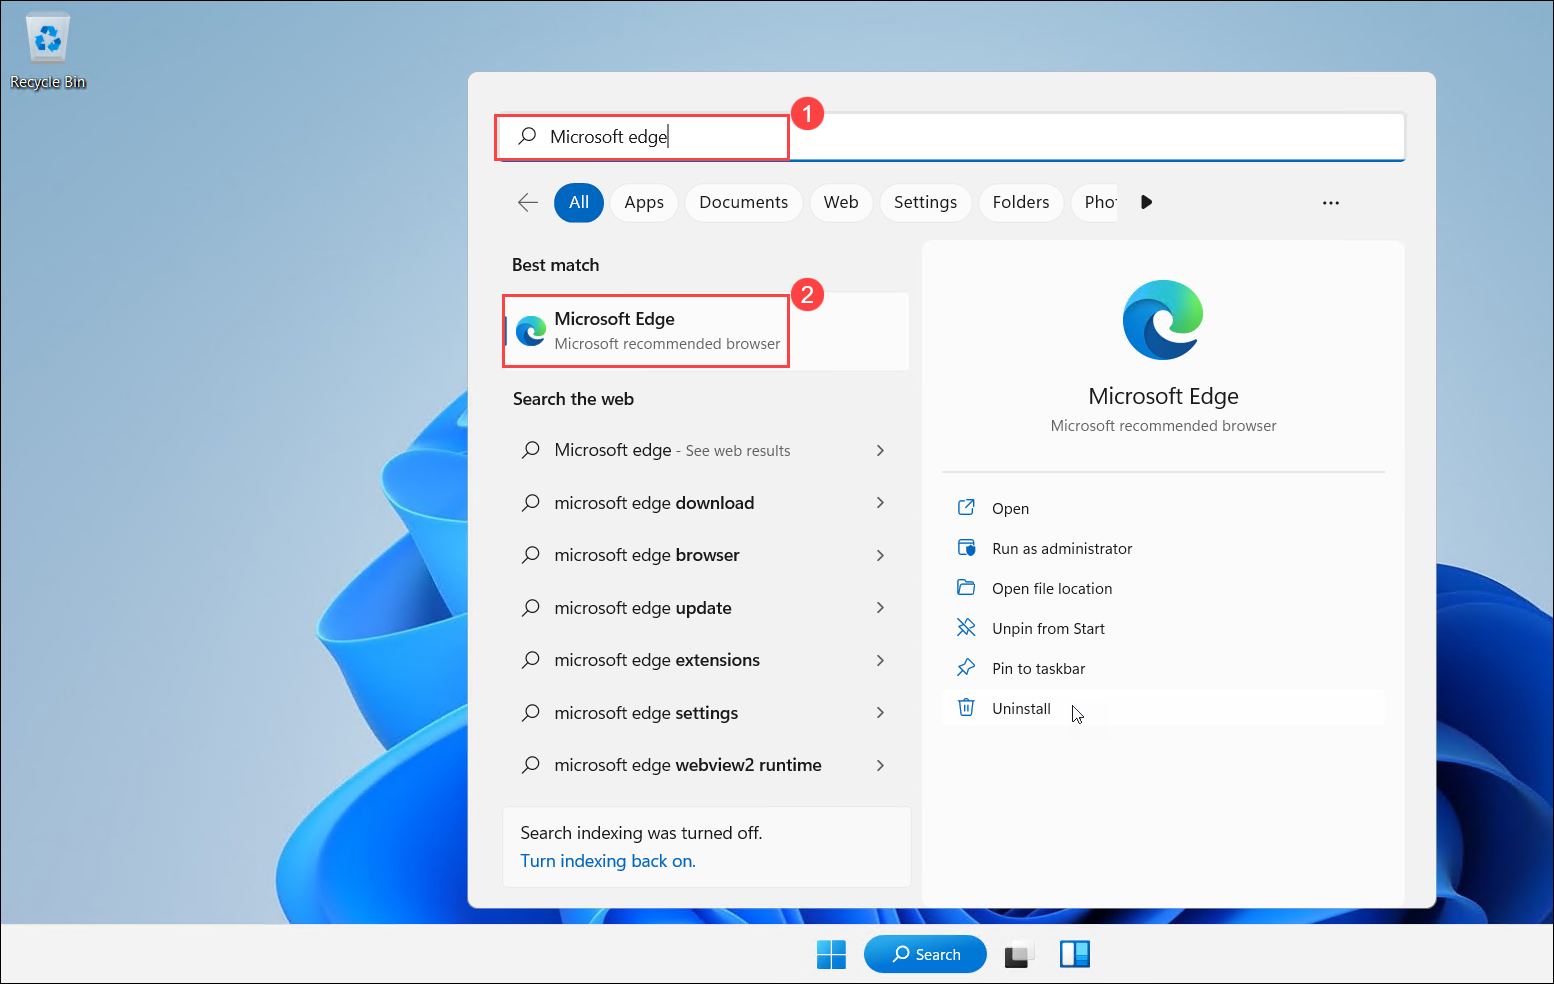 Recycle Bin
1
Microsoft edge
All Apps Documents Web Settings Folders Pho
Best match
2
Microsoft Edge
Microsoft recommended browser
Search the web
Microsoft edge - See web results
microsoft edge download
microsoft edge browser
microsoft edge update
microsoft edge extensions
microsoft edge settings
microsoft edge webview2 runtime
Search indexing was turned off.
Turn indexing back on.
Microsoft Edge
Microsoft recommended browser
Open
Run as administrator
Open file location
Unpin from Start
Pin to taskbar
Uninstall
Search